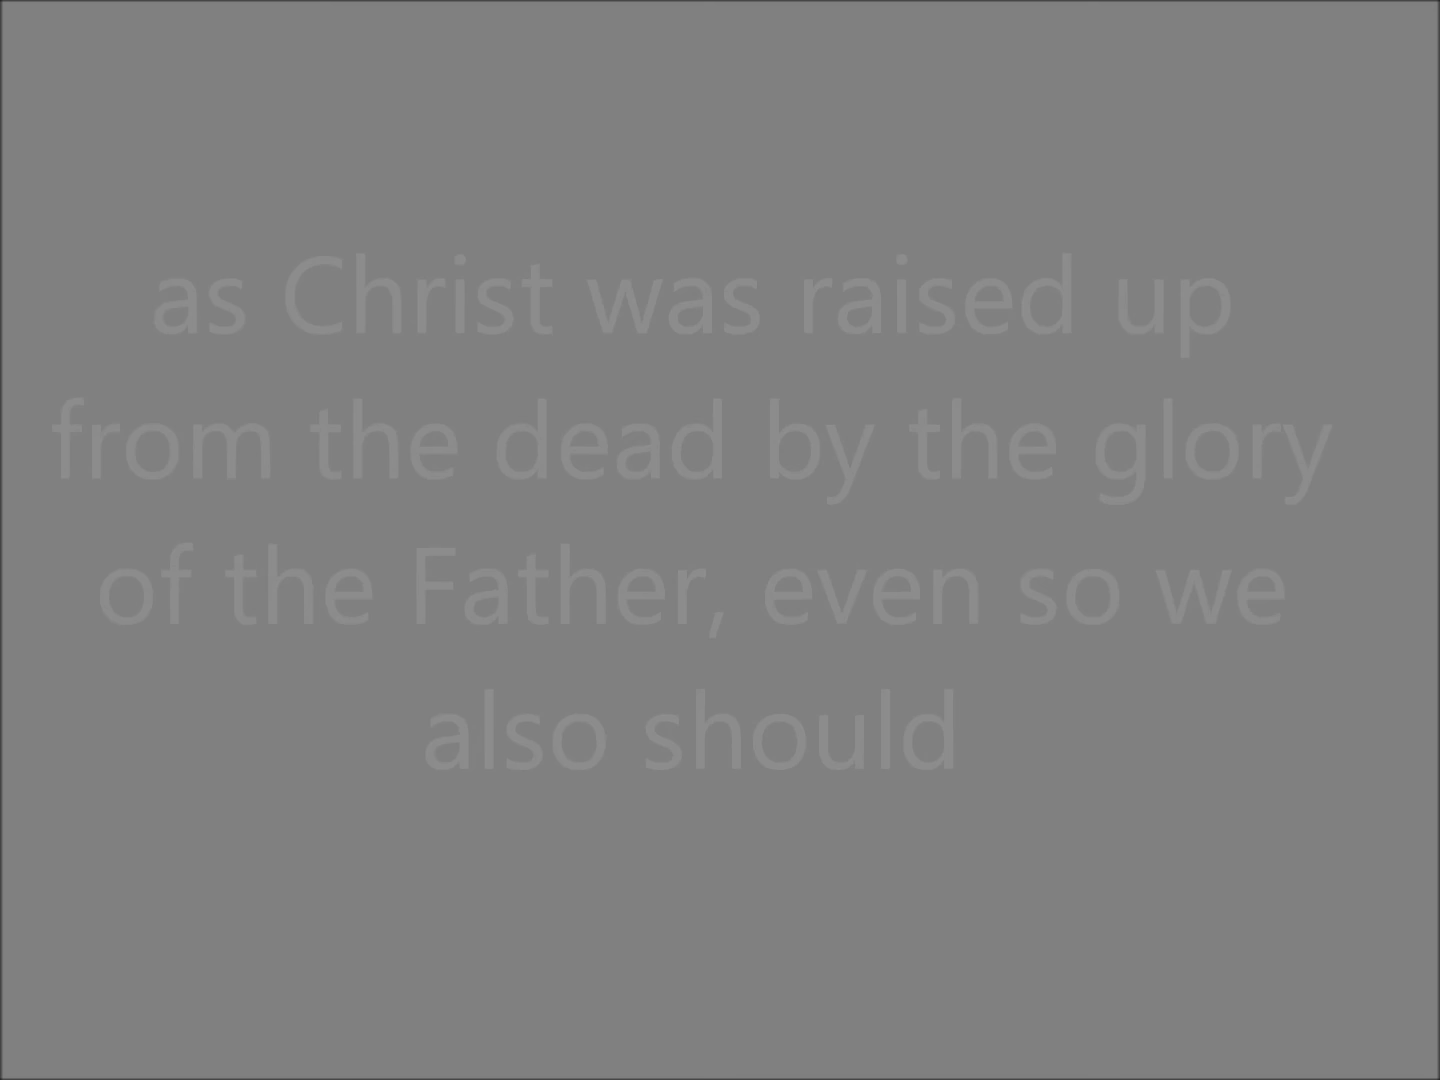 as Christ was raised up
from the dead by the glory
of the Father, even so we
also should